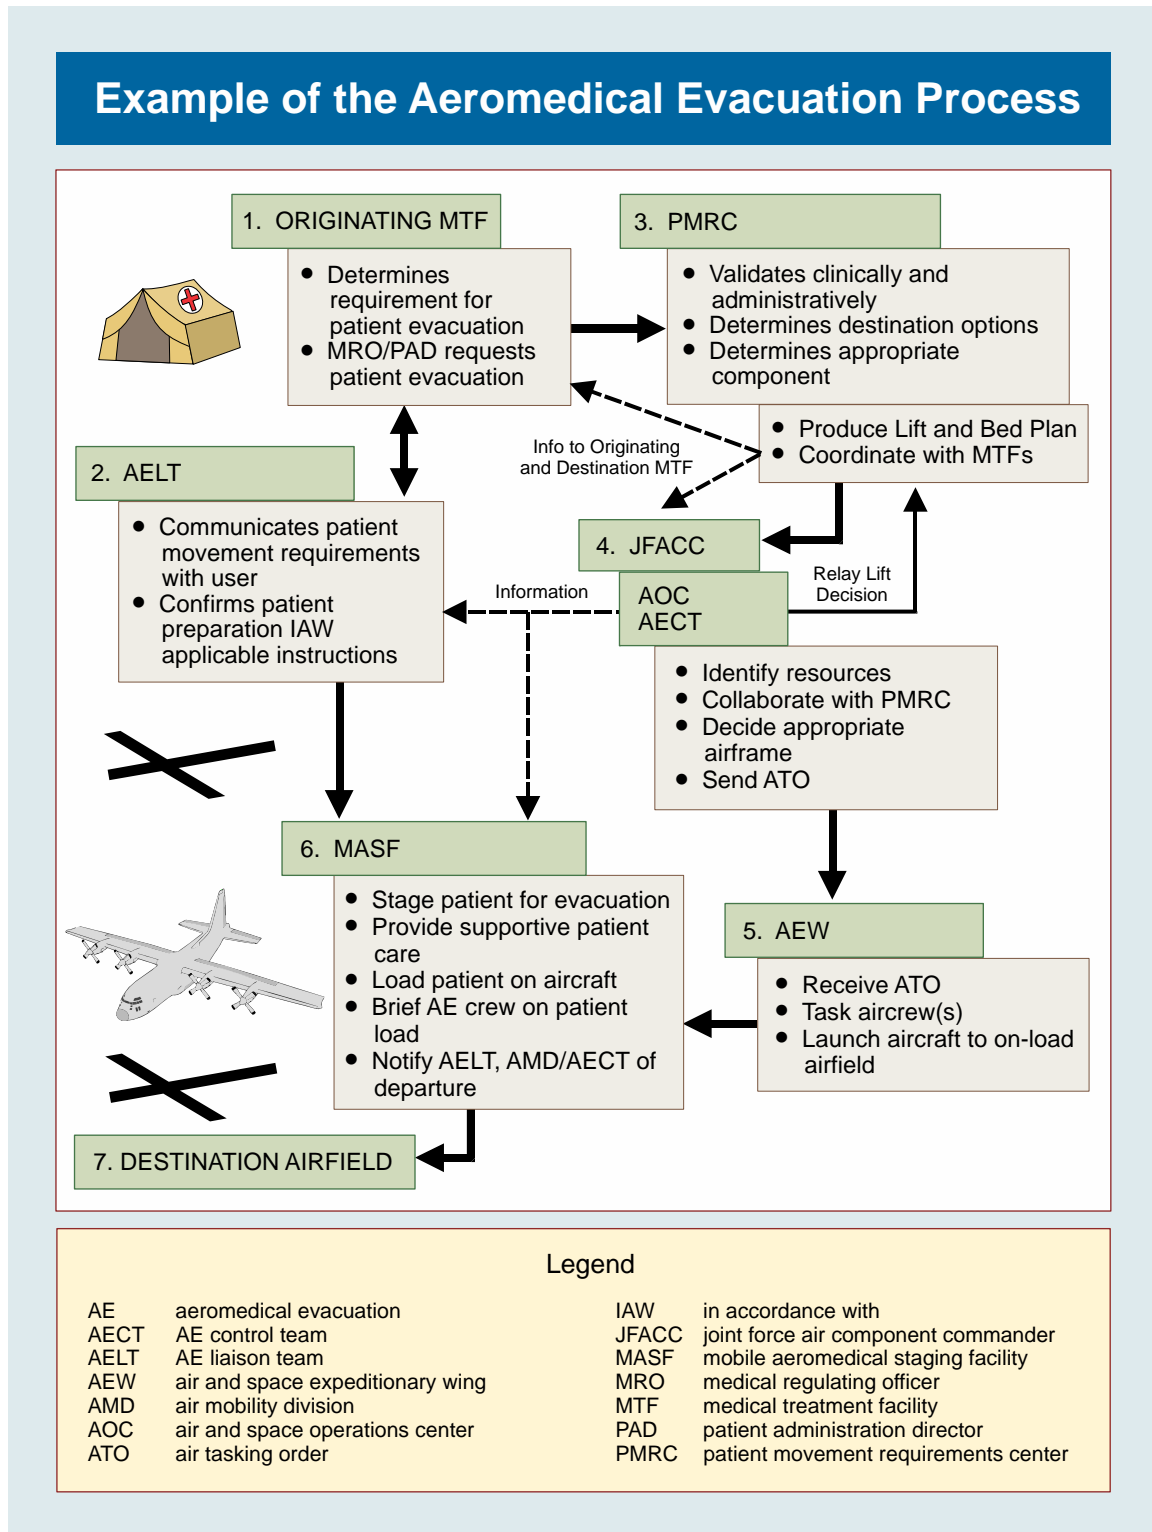 Example of the Aeromedical Evacuation Process
1. ORIGINATING MTF
● Determines
requirement for
patient evacuation
● MRO/PAD requests
patient evacuation
3. PMRC
● Validates clinically and
administratively
● Determines destination options
● Determines appropriate
component
● Produce Lift and Bed Plan
● Coordinate with MTFs
Info to Originating
and Destination MTF
2. AELT
● Communicates patient
movement requirements
with user
● Confirms patient
preparation IAW
applicable instructions
4. JFACC
AOC
AECT
Information
Relay Lift
Decision
● Identify resources
● Collaborate with PMRC
● Decide appropriate
airframe
● Send ATO
6. MASF
● Stage patient for evacuation
● Provide supportive patient
care
● Load patient on aircraft
● Brief AE crew on patient
load
● Notify AELT, AMD/AECT of
departure
5. AEW
● Receive ATO
● Task aircrew(s)
● Launch aircraft to on-load
airfield
7. DESTINATION AIRFIELD
Legend
AE aeromedical evacuation
AECT AE control team
AELT AE liaison team
AEW air and space expeditionary wing
AMD air mobility division
AOC air and space operations center
ATO air tasking order
IAW in accordance with
JFACC joint force air component commander
MASF mobile aeromedical staging facility
MRO medical regulating officer
MTF medical treatment facility
PAD patient administration director
PMRC patient movement requirements center